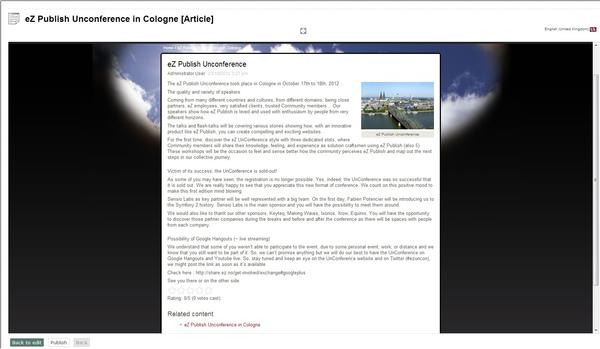 eZ Publish Unconference in Cologne [Article]
English (United Kingdom)
eZ Publish Unconference
Administrator User
The eZ Publish Unconference took place in Cologne in October 17th to 18th, 2012
The quality and variety of speakers
Coming from many different countries and cultures, from different domains; being close
partners, eZ employees, very satisfied clients, trusted Community members... Our
speakers show how eZ Publish is loved and used with enthusiasm by people from very
different horizons.
eZ Publish Unconference
The talks and flash-talks will be covering various stories showing how, with an innovative
product like eZ Publish, you can create compelling and exciting websites.
For the first time, discover the eZ UnConference style with three dedicated slots, where
Community members will share their knowledge, feeling, and experience as solution craftsmen using eZ Publish (also 5)
These workshops will be the occasion to feel and sense better how the community perceives eZ Publish and map out the next
steps in our collective journey.
Victim of its success, the UnConference is sold-out!
As some of you may have seen, the registration is no longer possible. Yes, indeed, the UnConference was so successful that
it is sold out. We are really happy to see that you appreciate this new format of conference. We count on this positive mood to
make this first edition mind blowing.
Sensio Labs as key partner will be well represented with a big team. On the first day, Fabien Potencier will be introducing us to
the Symfony 2 history. Sensio Labs is the main sponsor and you will have the possibility to meet them around.
We would also like to thank our other sponsors, Keyteq, Making Waves, Ixonos, Xrow, Equinix. You will have the opportunity
to discover those partner companies during the breaks and before and after the conference as there will be spaces with people
from each company.
Possibility of Google Hangouts (~ live streaming)
We understand that some of you weren't able to participate to the event, due to some personal event, work, or distance and we
know that you still want to be part of it. So, we can't promise anything but we will do our best to have the UnConference on
Google Hangouts and Youtube live. So, stay tuned and keep an eye on the UnConference website and on Twitter (#ezuncon),
we might post the link as soon as it's available
Check here : http://share.ez.no/get-involved/exchange#googleplus
See you there or on the other side
Rating: 0/5 (0 votes cast)
Related content
eZ Publish Unconference in Cologne
Back to edit
Publish
Back